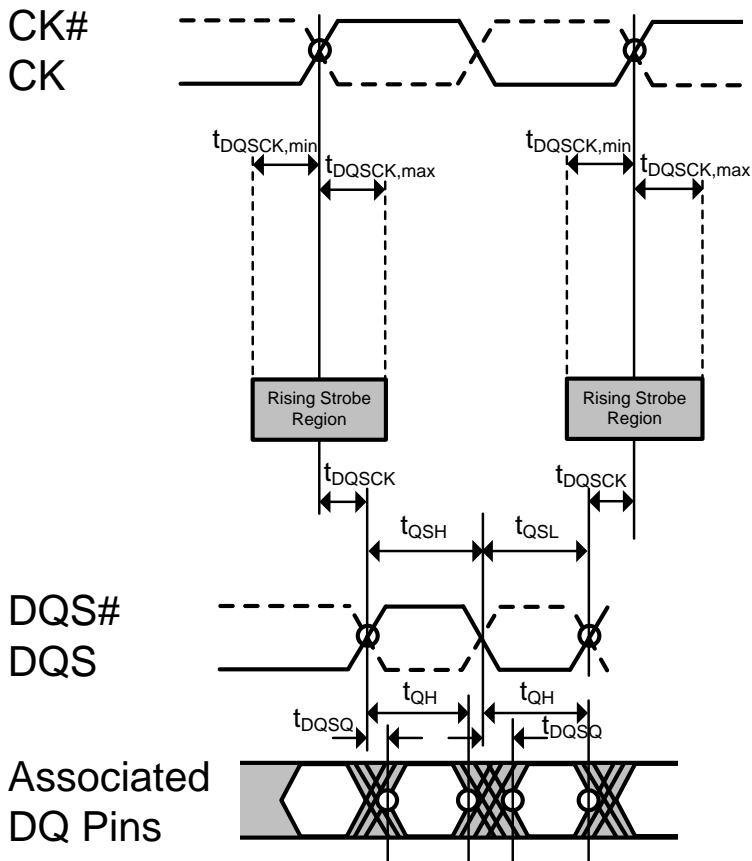 CK#
CK
tDQSCK,min
tDQSCK,max
tDQSCK,min
tDQSCK,max
Rising Strobe
Region
Rising Strobe
Region
tDQSCK
tDQSCK
tQSH
tQSL
DQS#
DQS
tQH
tQH
tDQSQ
tDQSQ
Associated
DQ Pins